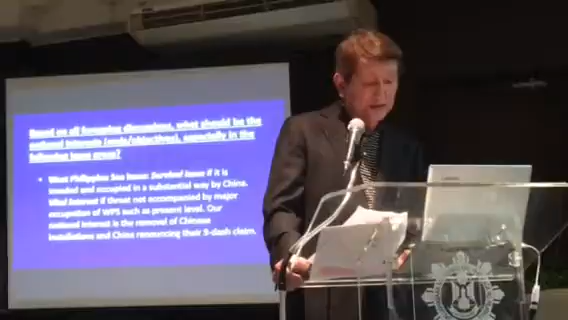 Based on all foregoing discussions, what should be the
national interests (ends/objectives), especially in the
following issue areas?
• West Philippine Sea Issue: Survival issue if it is
invaded and occupied in a substantial way by China.
Vital interest if threat not accompanied by major
occupation of WPS such as present level. Our
national interest is the removal of Chinese
installations and China renouncing their 9-dash claim.